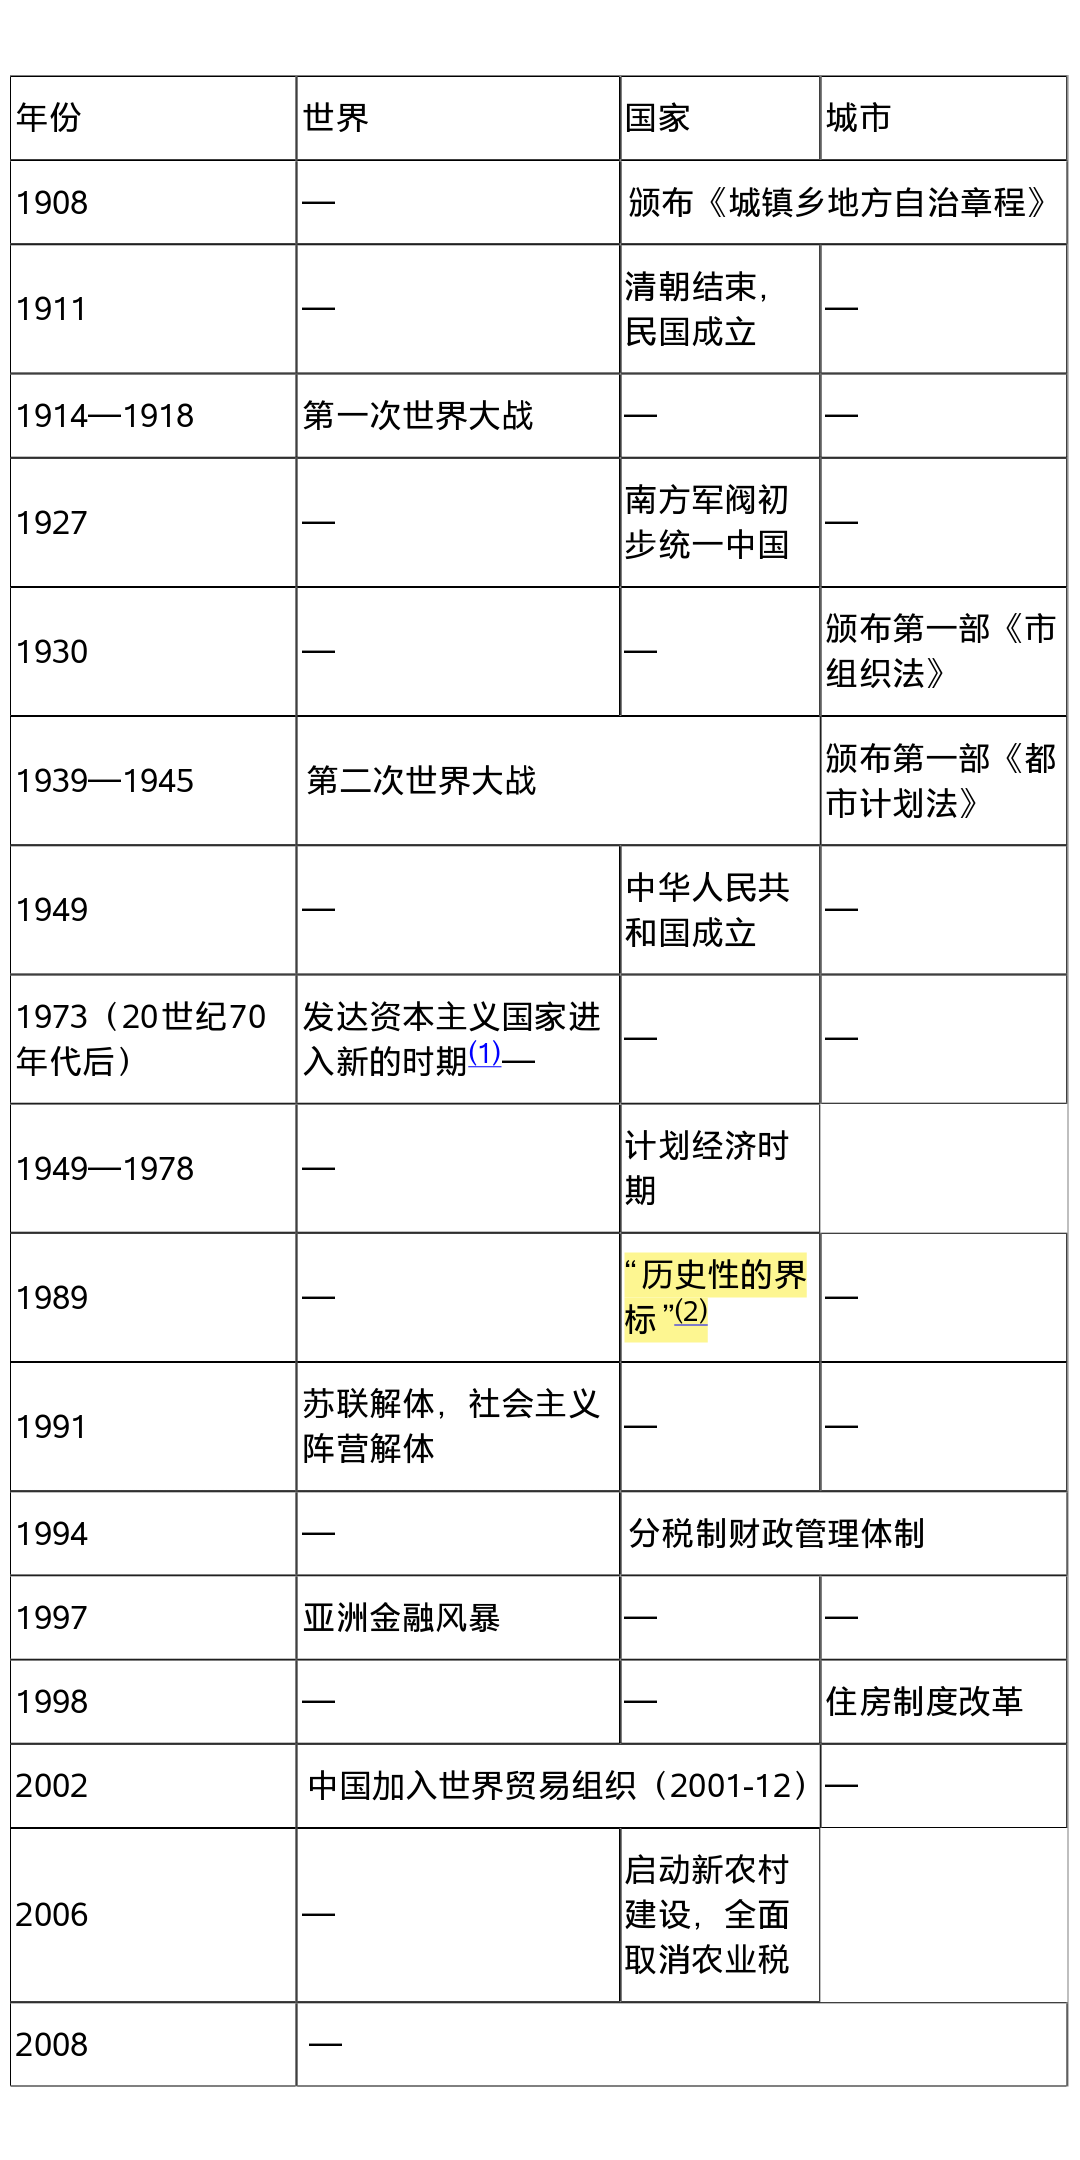 年份 世界 国家 城市
1908 — 颁布《城镇乡地方自治章程》
1911 — 清朝结束， —
民国成立
1914—1918 第一次世界大战 — —
1927 — 南方军阀初 —
步统一中国
1930 — — 颁布第一部《市
组织法》
1939—1945 第二次世界大战 颁布第一部《都
市计划法》
1949 — 中华人民共 —
和国成立
1973（20世纪70 发达资本主义国家进 — —
年代后） 入新的时期(1)—
1949—1978 — 计划经济时
期
1989 — “历史性的界 —
标”(2)
1991 苏联解体，社会主义 — —
阵营解体
1994 — 分税制财政管理体制
1997 亚洲金融风暴 — —
1998 — — 住房制度改革
2002 中国加入世界贸易组织（2001-12） —
2006 — 启动新农村
建设，全面
取消农业税
2008 —